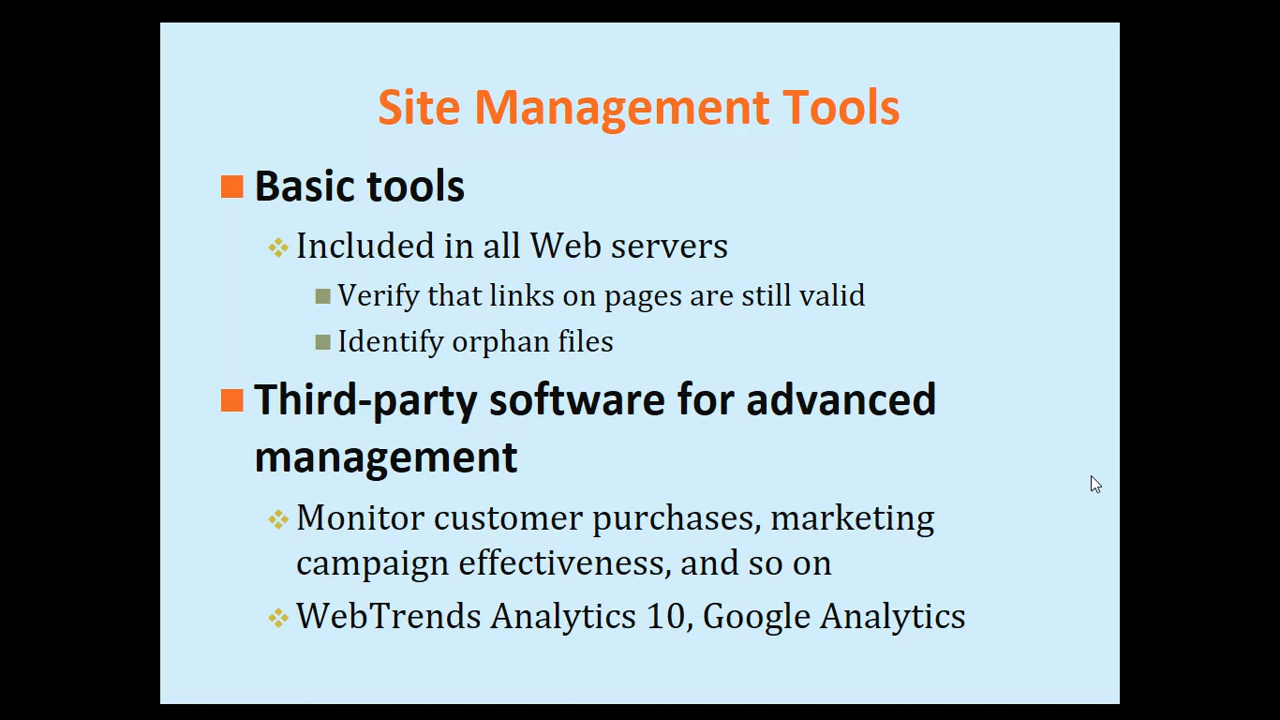 Site Management Tools
Basic tools
Included in all Web servers
Verify that links on pages are still valid
Identify orphan files
Third-party software for advanced
management
Monitor customer purchases, marketing
campaign effectiveness, and so on
WebTrends Analytics 10, Google Analytics